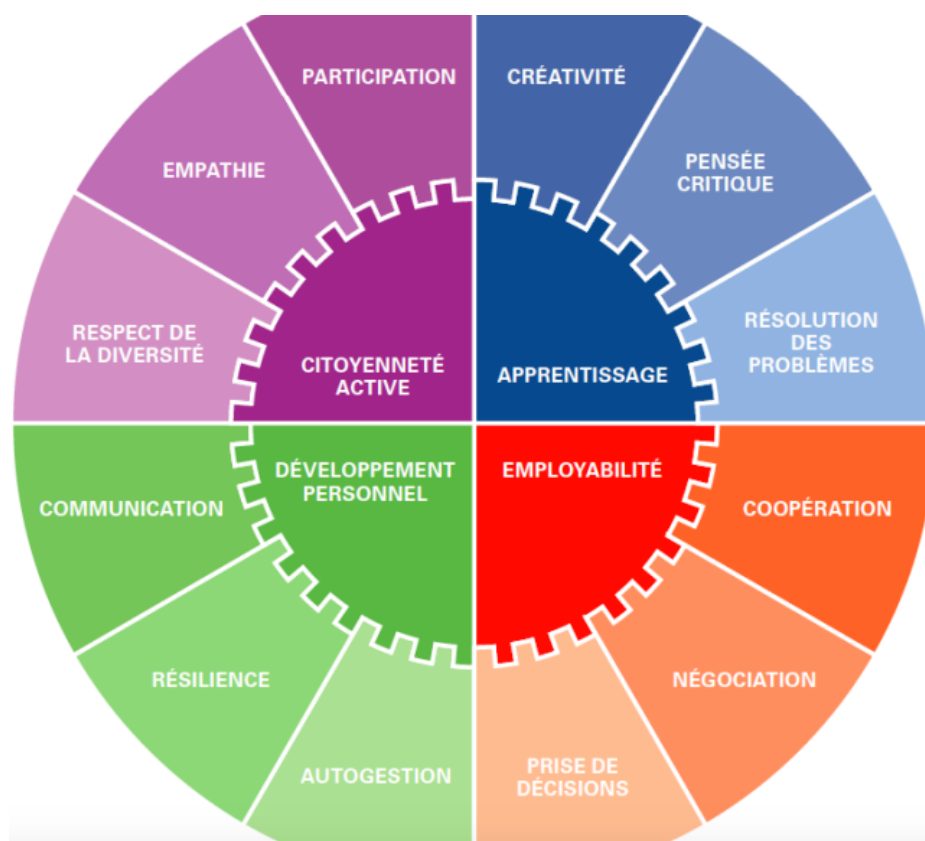 PARTICIPATION
CRÉATIVITÉ
EMPATHIE
PENSÉE
CRITIQUE
RESPECT DE
LA DIVERSITÉ
RÉSOLUTION
DES
PROBLÈMES
CITOYENNETÉ
ACTIVE
APPRENTISSAGE
DÉVELOPPEMENT
PERSONNEL
EMPLOYABILITÉ
COMMUNICATION
COOPÉRATION
RÉSILIENCE
NÉGOCIATION
AUTOGESTION
PRISE DE
DÉCISIONS